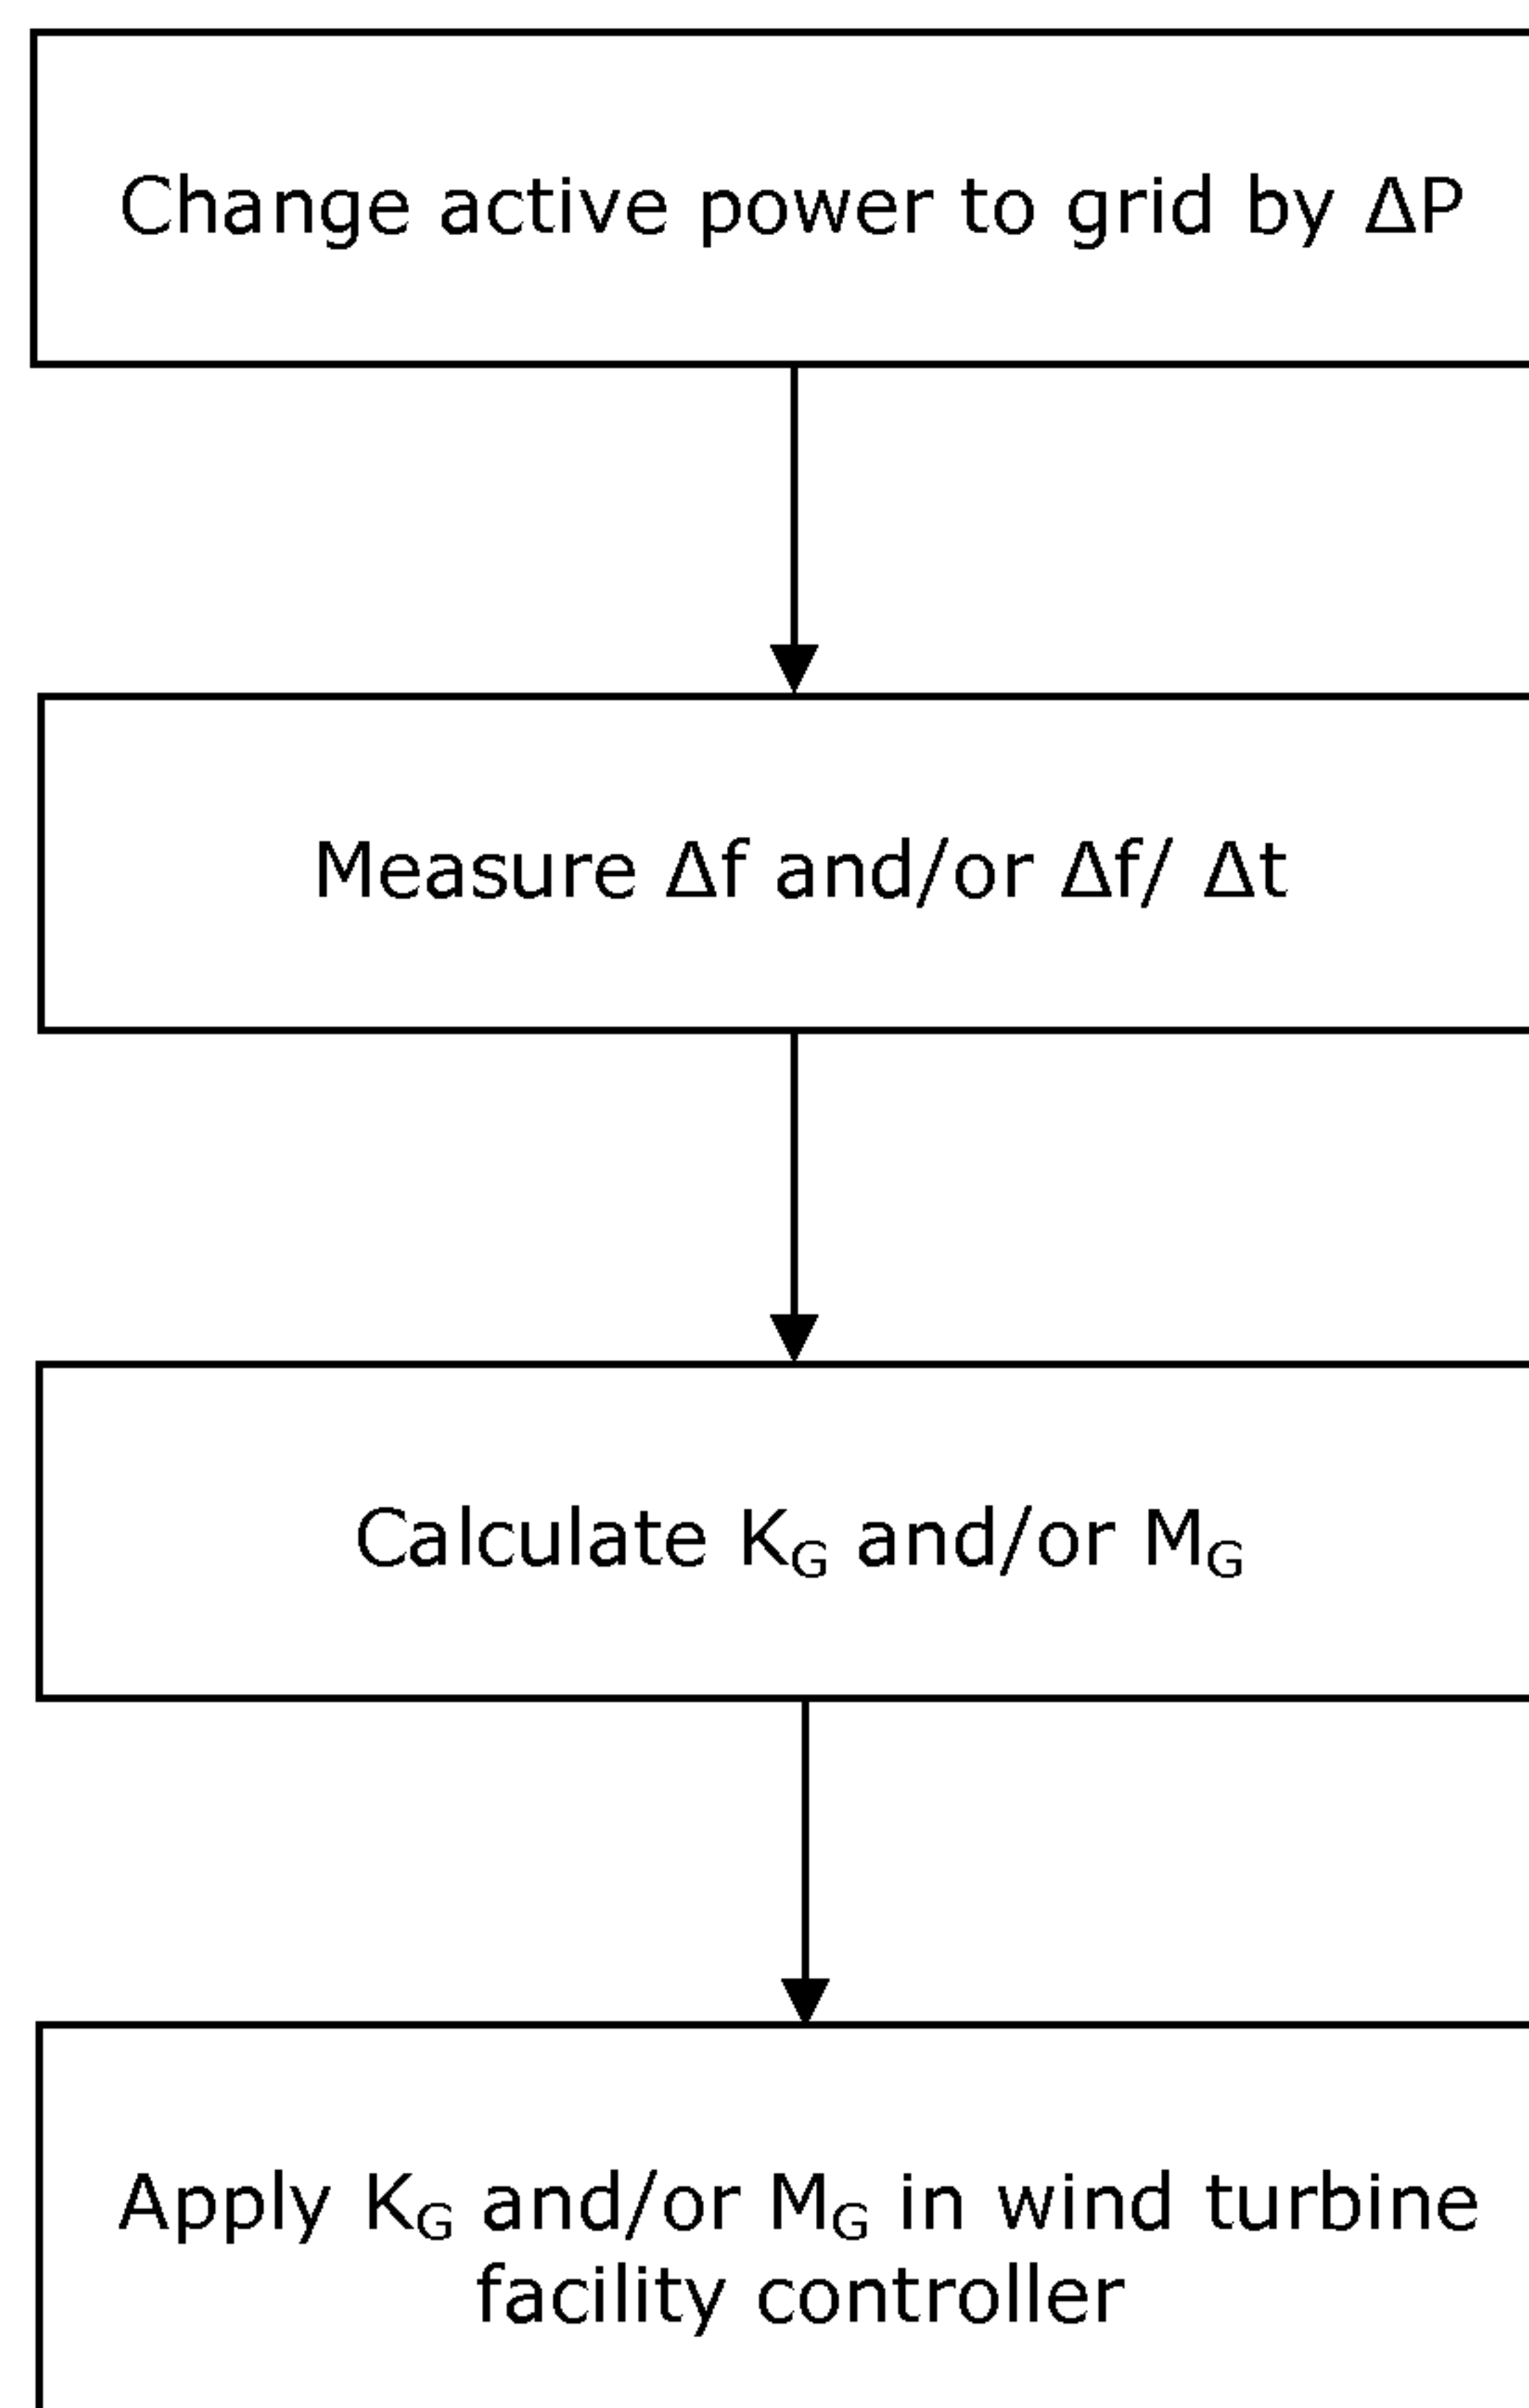 Change active power to grid by ΔP
Measure Δf and/or Δf/ Δt
Calculate K_G and/or M_G
Apply K_G and/or M_G in wind turbine
facility controller